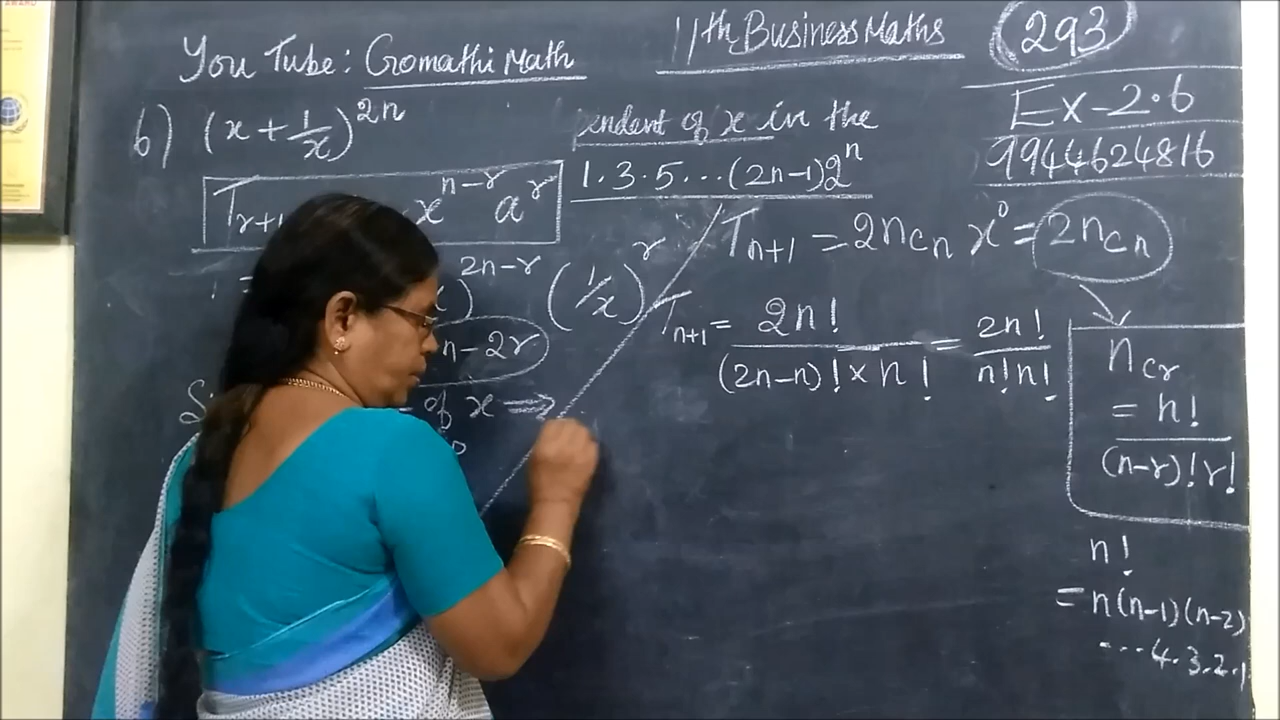 You Tube: Gomathi Math
11th Business Maths
293
Ex-2.6
9944624816
6) (x + 1/x)^2n
endent of x in the
1.3.5...(2n-1)2^n
T_r+1 x^n-r a^r
= 2n-r (1/x)^r
n-2r
of x ⇒
T_n+1 = 2nC_n x^0 = 2nC_n
T_n+1 = 2n! / (2n-n)! × n! = 2n! / n! n!
nC_r
= n! / (n-r)! r!
n!
= n(n-1)(n-2)
...4.3.2.1